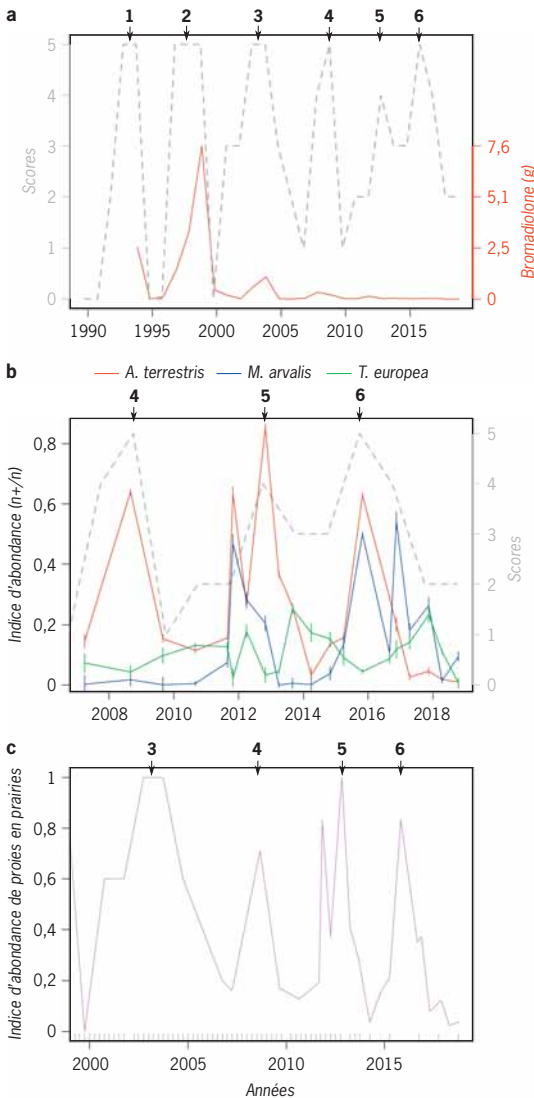 a
1 2 3 4 5 6
5
4
3
2
1
0
Scores
7,6
5,1
2,5
0
Bromadiolone (g)
1990 1995 2000 2005 2010 2015
b
A. terrestris M. arvalis T. europea
4 5 6
0,8
0,6
0,4
0,2
0
Indice d'abondance (n+/n)
5
4
3
2
1
0
Scores
2008 2010 2012 2014 2016 2018
c
3 4 5 6
1
0,8
0,6
0,4
0,2
0
Indice d'abondance de proies en prairies
2000 2005 2010 2015
Années